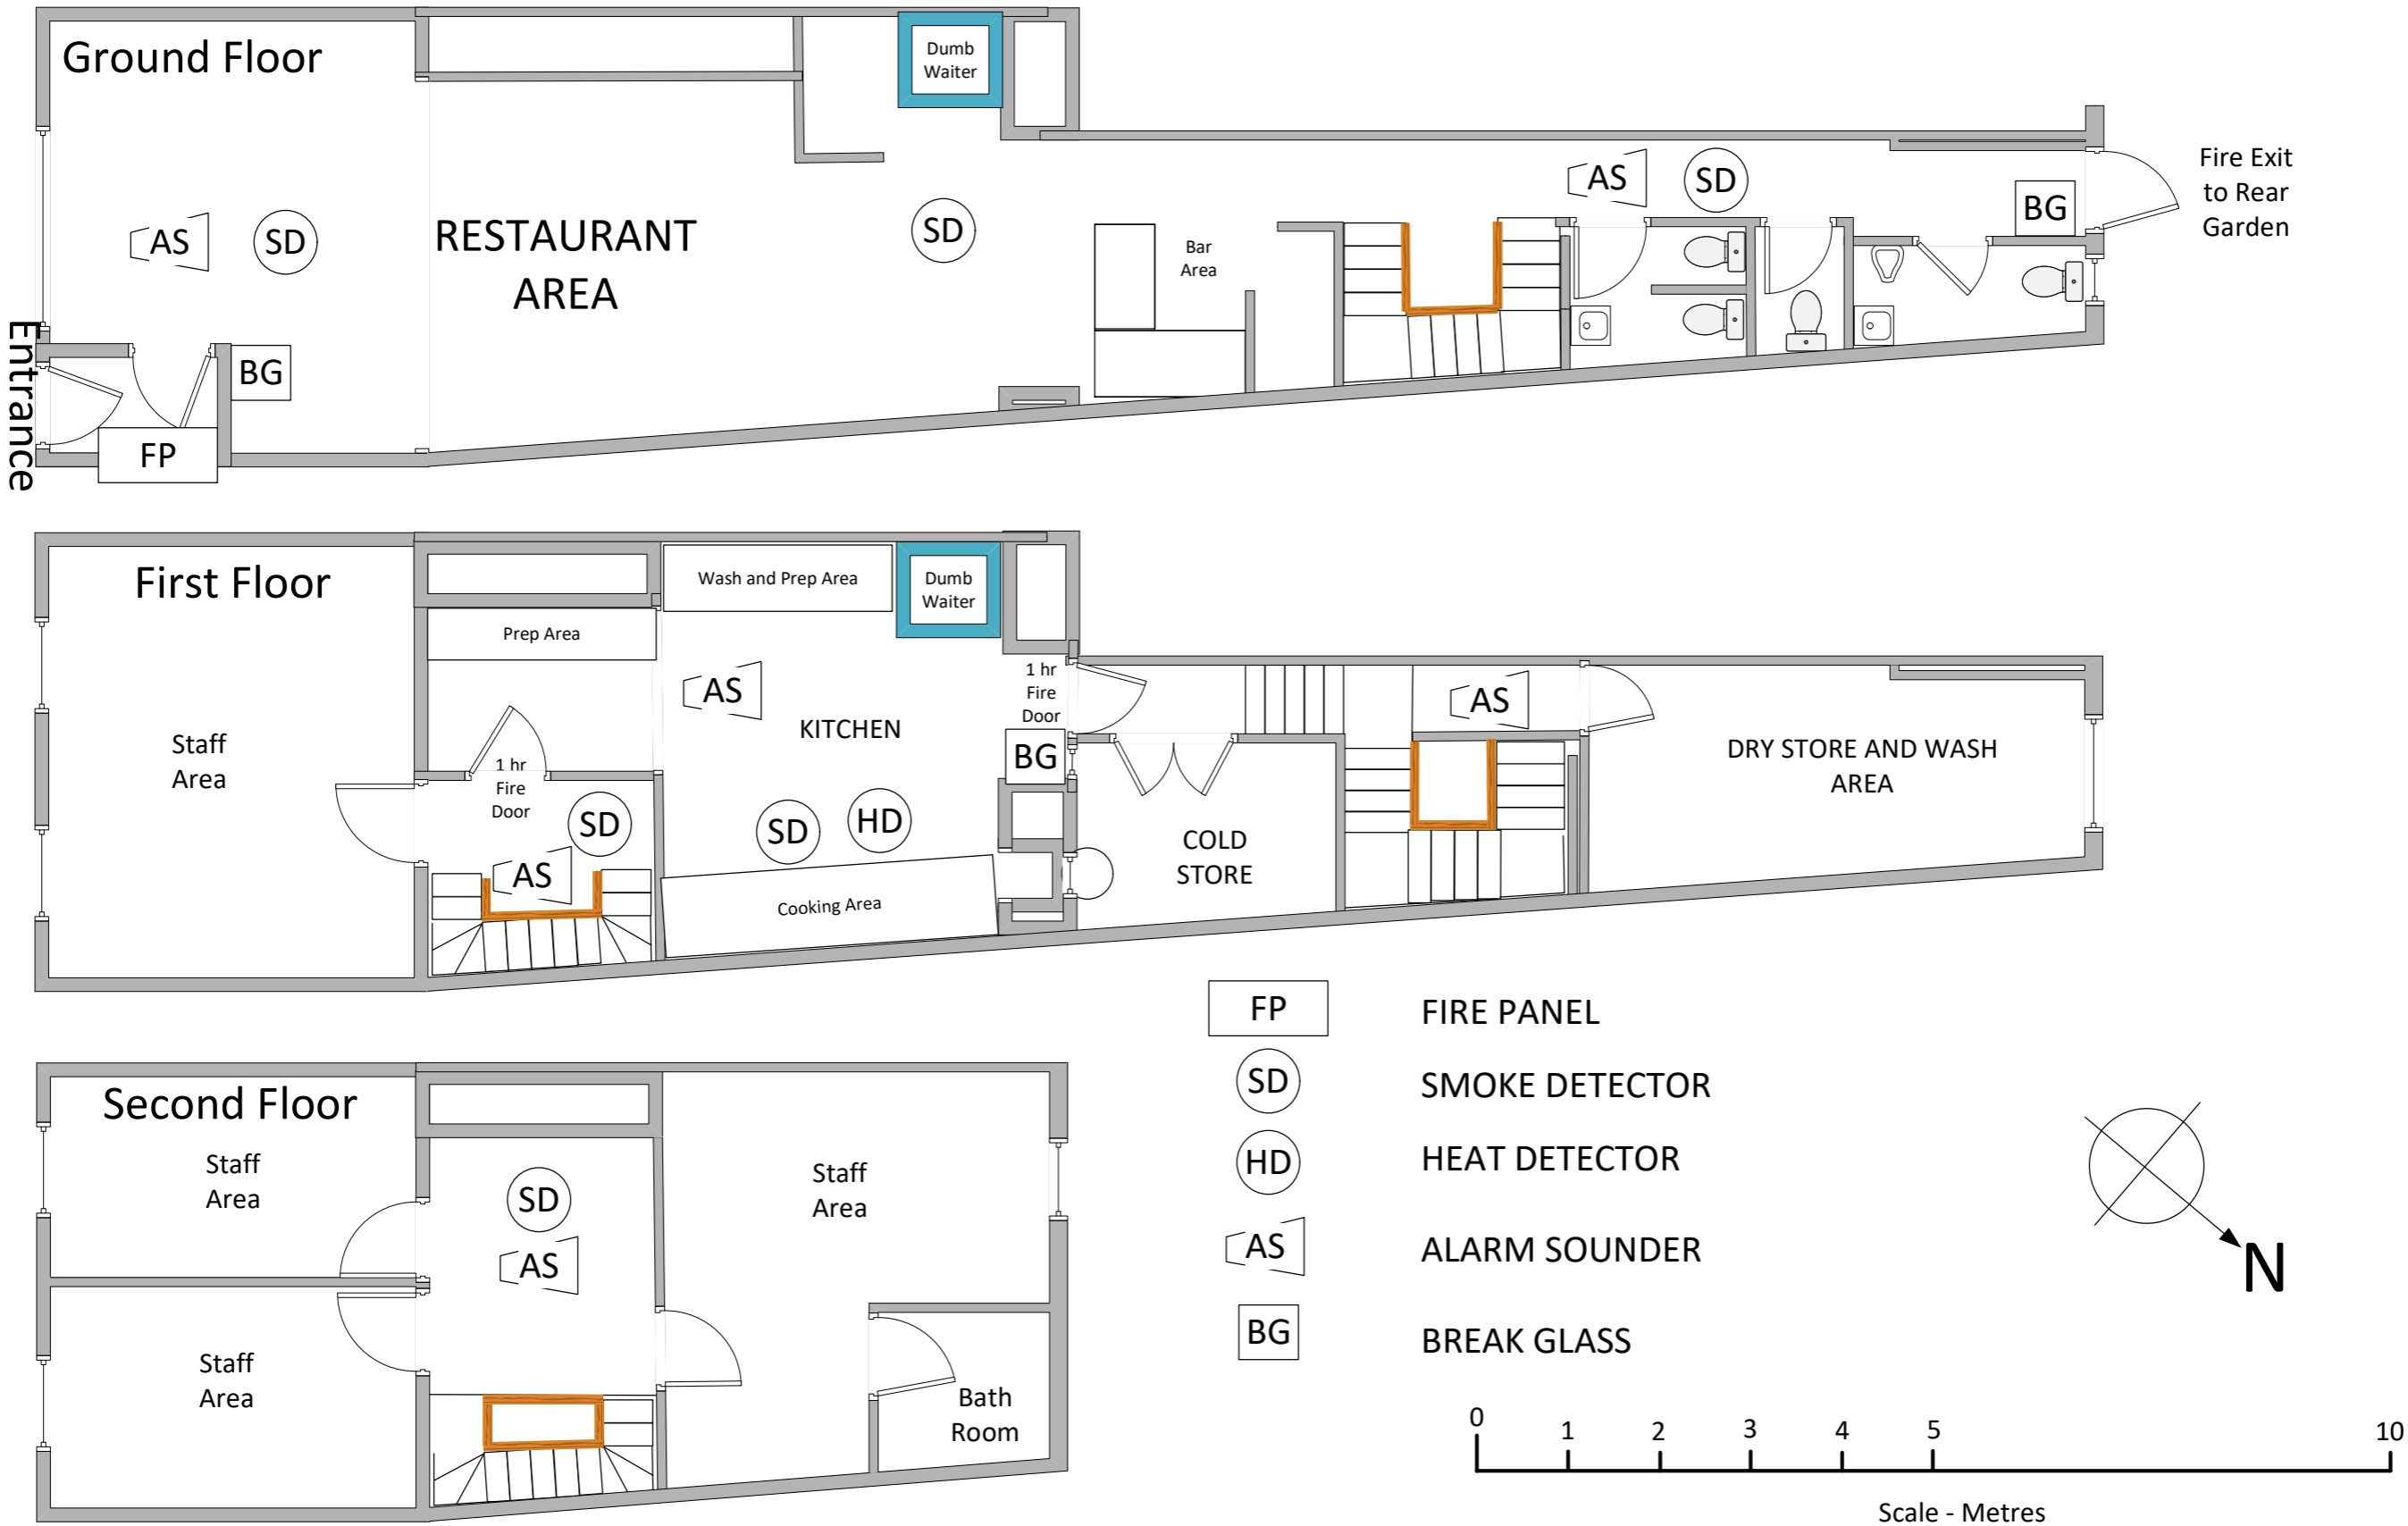 Ground Floor
Dumb
Waiter
Fire Exit
to Rear
Garden
AS
SD
BG
AS
SD
RESTAURANT
AREA
SD
Bar
Area
Entrance
BG
FP
First Floor
Wash and Prep Area
Dumb
Waiter
Prep Area
1 hr
Fire
Door
AS
AS
KITCHEN
Staff
Area
BG
DRY STORE AND WASH
AREA
1 hr
Fire
Door
SD
SD
HD
COLD
STORE
AS
Cooking Area
FP
FIRE PANEL
SD
SMOKE DETECTOR
HD
HEAT DETECTOR
AS
ALARM SOUNDER
BG
BREAK GLASS
Second Floor
Staff
Area
SD
Staff
Area
AS
Staff
Area
Bath
Room
N
0
1
2
3
4
5
10
Scale - Metres